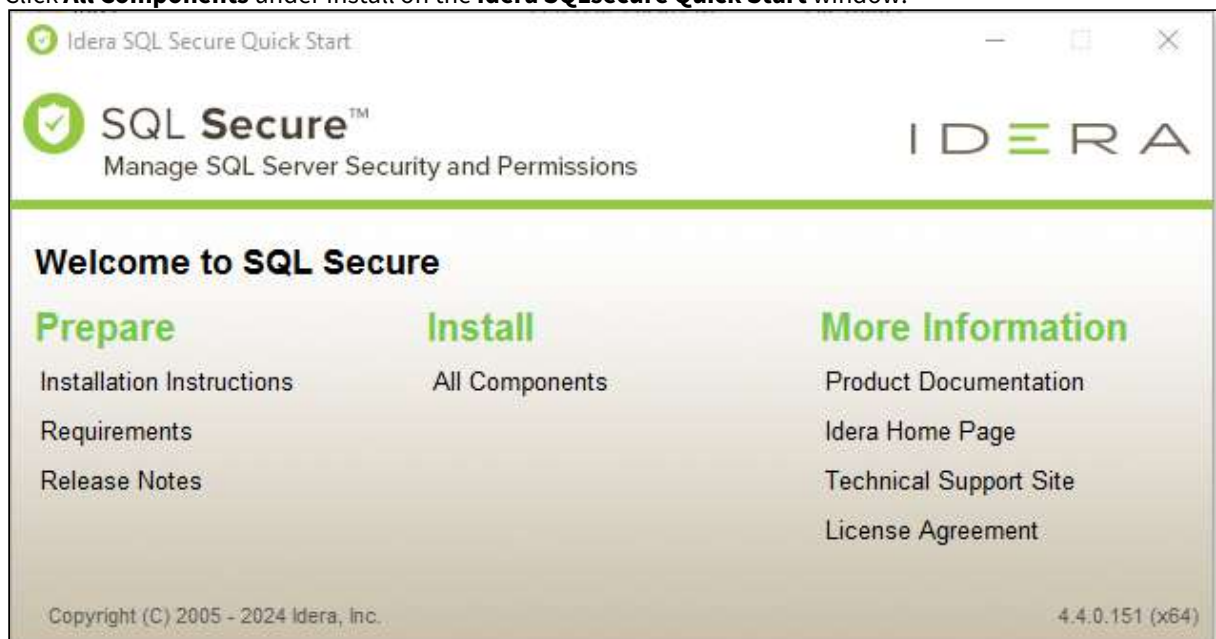 Click All Components under Install on the Idera SQLsecure Quick Start window.
Idera SQL Secure Quick Start
SQL Secure™
Manage SQL Server Security and Permissions
IDERA
Welcome to SQL Secure
Prepare
Install
More Information
Installation Instructions
All Components
Product Documentation
Requirements
Idera Home Page
Release Notes
Technical Support Site
License Agreement
Copyright (C) 2005 - 2024 Idera, Inc.
4.4.0.151 (x64)